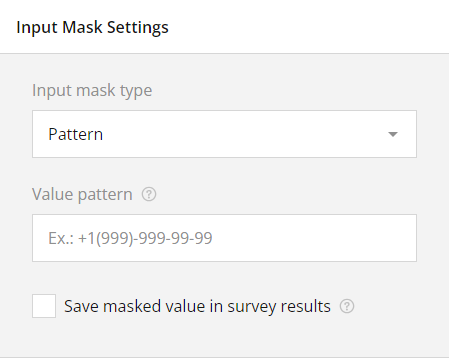 Input Mask Settings
Input mask type
Pattern
Value pattern ?
Ex.: +1(999)-999-99-99
Save masked value in survey results ?